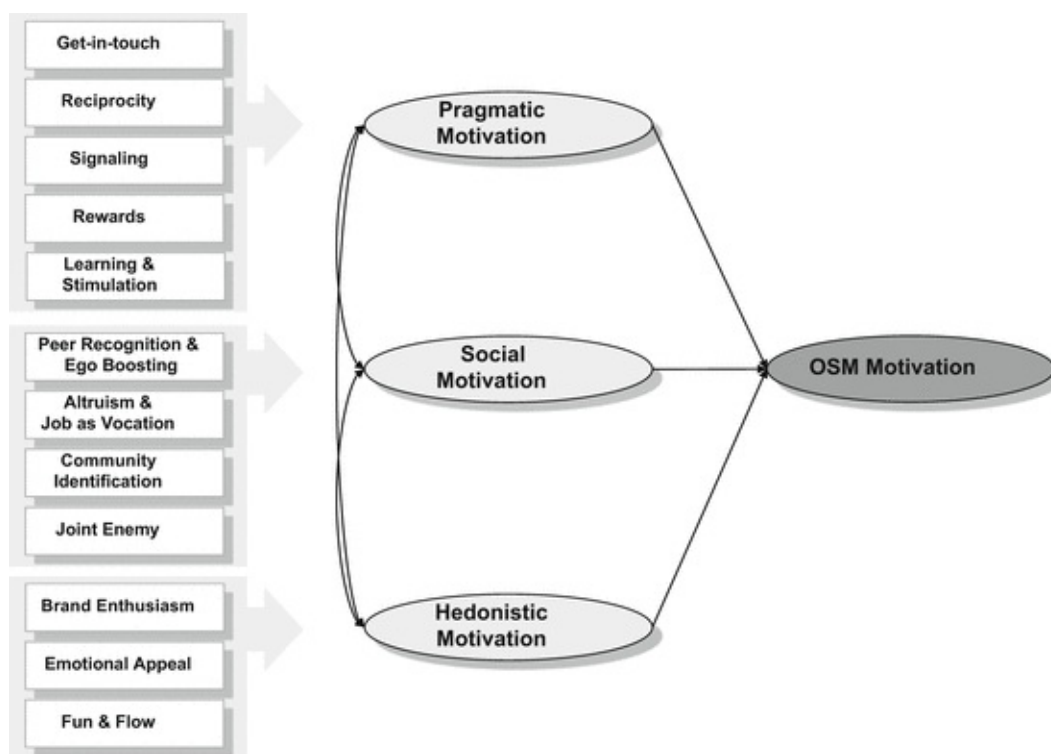 Get-in-touch
Reciprocity
Signaling
Rewards
Learning &
Stimulation
Peer Recognition &
Ego Boosting
Altruism &
Job as Vocation
Community
Identification
Joint Enemy
Brand Enthusiasm
Emotional Appeal
Fun & Flow
Pragmatic
Motivation
Social
Motivation
Hedonistic
Motivation
OSM Motivation